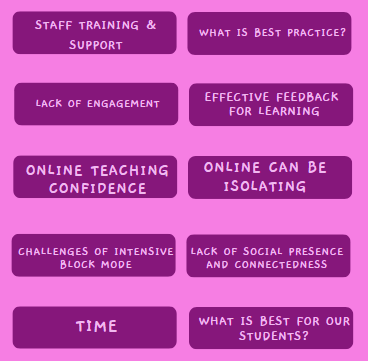 STAFF TRAINING &
SUPPORT
WHAT IS BEST PRACTICE?
LACK OF ENGAGEMENT
EFFECTIVE FEEDBACK
FOR LEARNING
ONLINE TEACHING
CONFIDENCE
ONLINE CAN BE
ISOLATING
CHALLENGES OF INTENSIVE
BLOCK MODE
LACK OF SOCIAL PRESENCE
AND CONNECTEDNESS
TIME
WHAT IS BEST FOR OUR
STUDENTS?